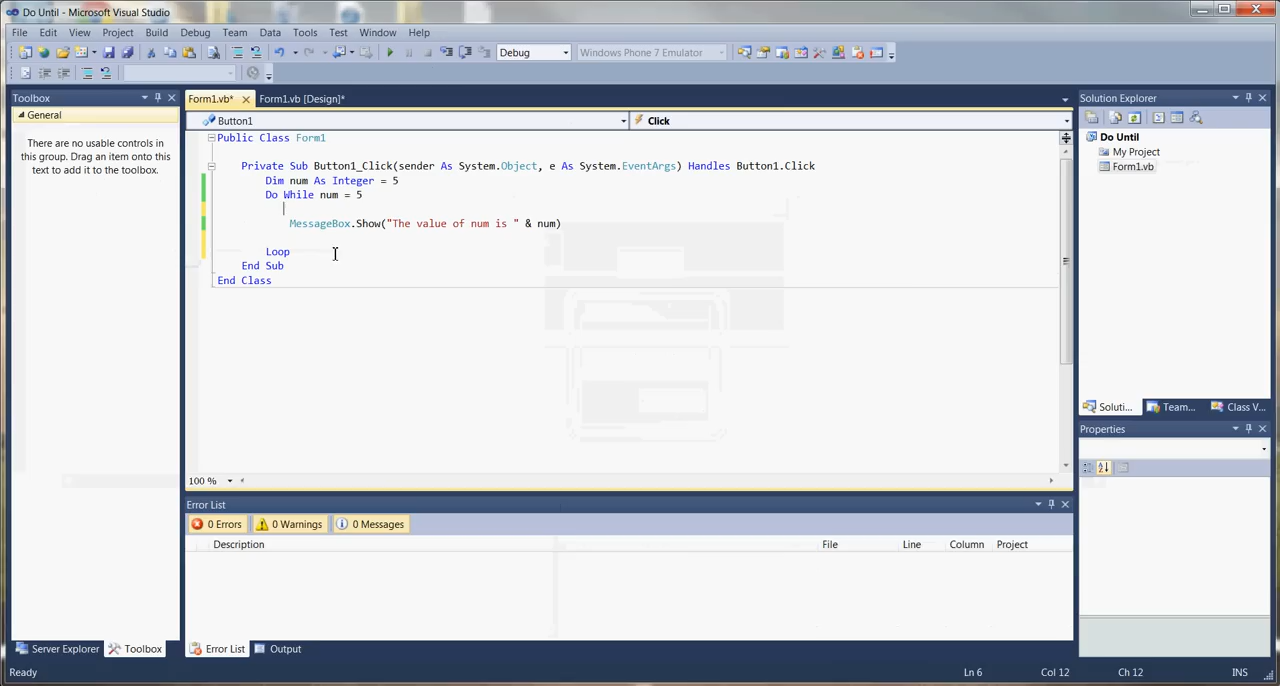 Do Until - Microsoft Visual Studio
File Edit View Project Build Debug Team Data Tools Test Window Help
Debug Windows Phone 7 Emulator
Toolbox
General
There are no usable controls in
this group. Drag an item onto this
text to add it to the toolbox.
Form1.vb* Form1.vb [Design]*
Button1 Click
Public Class Form1
Private Sub Button1_Click(sender As System.Object, e As System.EventArgs) Handles Button1.Click
Dim num As Integer = 5
Do While num = 5
MessageBox.Show("The value of num is " & num)
Loop
End Sub
End Class
100 %
Solution Explorer
Do Until
My Project
Form1.vb
Soluti... Team... Class V...
Properties
Error List
0 Errors 0 Warnings 0 Messages
Description File Line Column Project
Server Explorer Toolbox Error List Output
Ready Ln 6 Col 12 Ch 12 INS